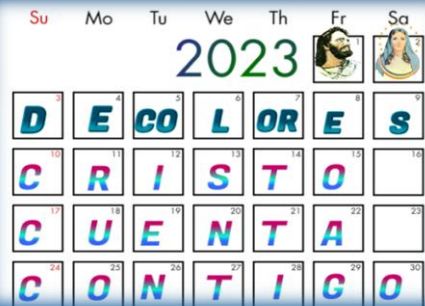 Su Mo Tu We Th Fr Sa
2023
1 2
3 4 5 6 7 8 9
D E CO L OR E S
10 11 12 13 14 15 16
C R I S T O
17 18 19 20 21 22 23
C U E N T A
24 25 26 27 28 29 30
C O N T I G O